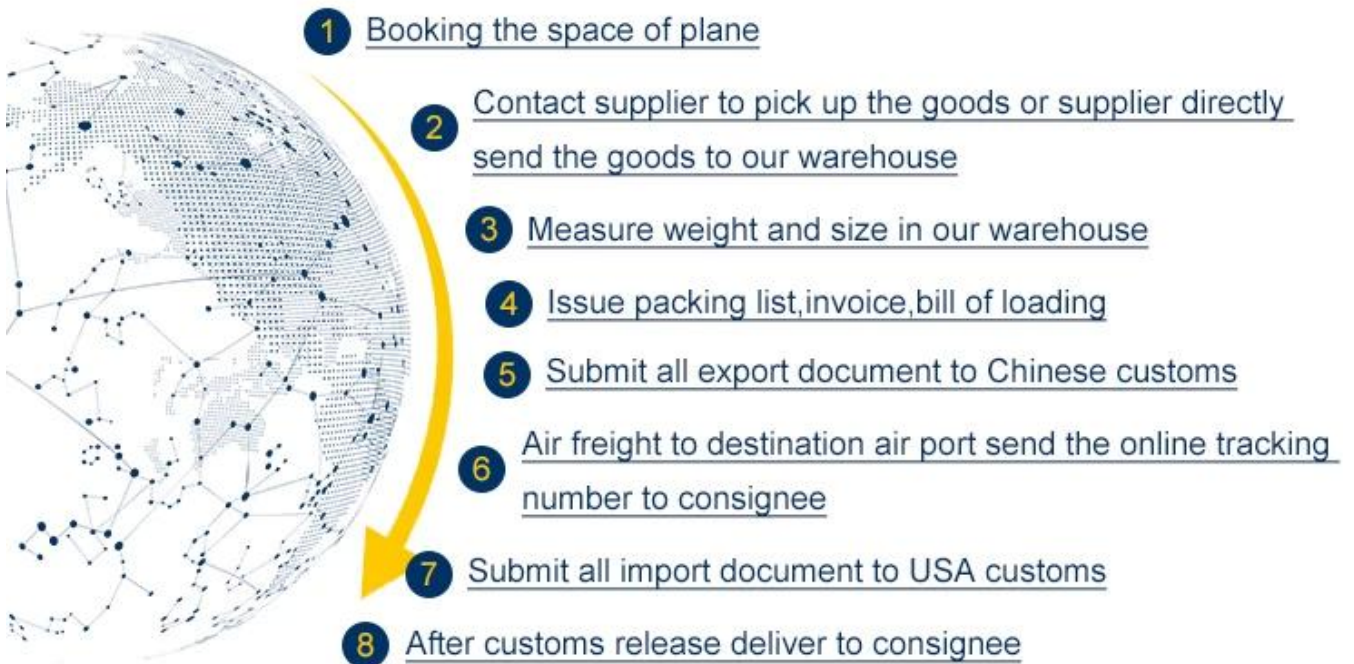 1 Booking the space of plane
2 Contact supplier to pick up the goods or supplier directly
send the goods to our warehouse
3 Measure weight and size in our warehouse
4 Issue packing list,invoice,bill of loading
5 Submit all export document to Chinese customs
6 Air freight to destination air port send the online tracking
number to consignee
7 Submit all import document to USA customs
8 After customs release deliver to consignee